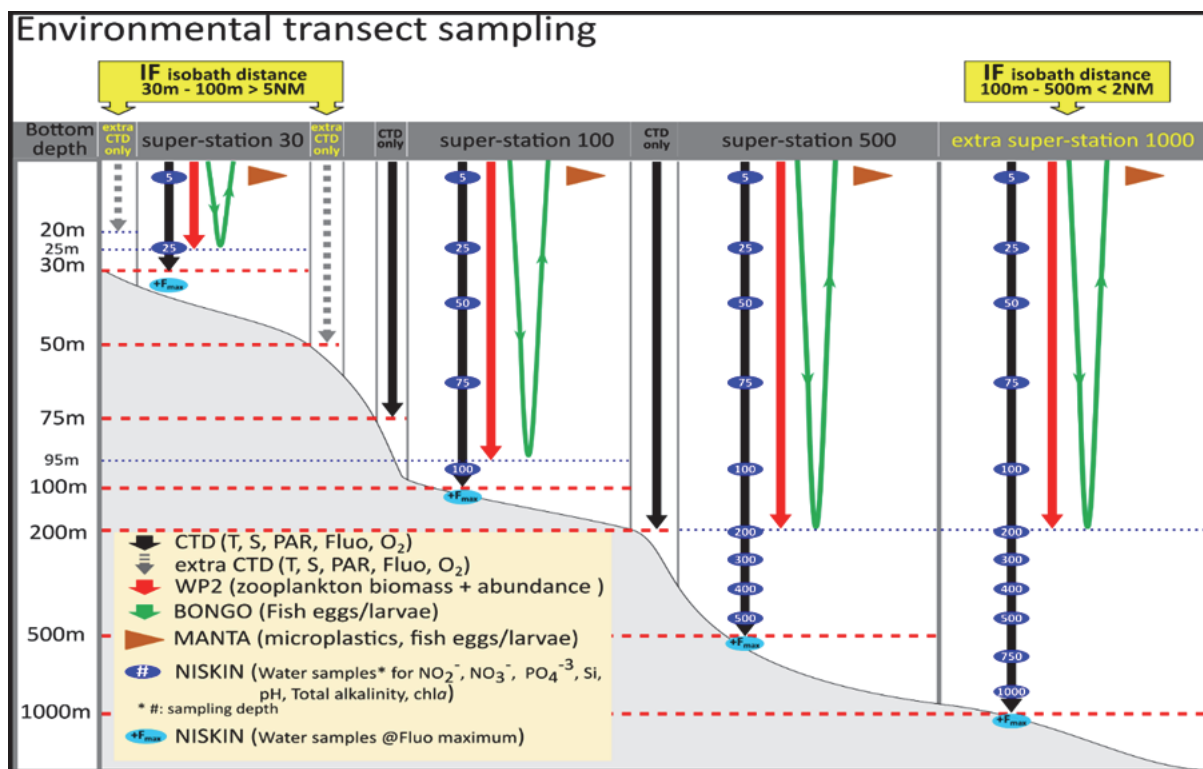 Environmental transect sampling
IF isobath distance
30m - 100m > 5NM
IF isobath distance
100m - 500m < 2NM
Bottom
depth
extra
CTD
only
super-station 30
extra
CTD
only
CTD
only
super-station 100
CTD
only
super-station 500
extra super-station 1000
20m
25m
30m
50m
75m
95m
100m
200m
500m
1000m
5
25
+Fmax
5
25
50
75
100
+Fmax
5
25
50
75
100
200
300
400
500
+Fmax
5
25
50
75
100
200
300
400
500
750
1000
+Fmax
CTD (T, S, PAR, Fluo, O₂)
extra CTD (T, S, PAR, Fluo, O₂)
WP2 (zooplankton biomass + abundance )
BONGO (Fish eggs/larvae)
MANTA (microplastics, fish eggs/larvae)
# NISKIN (Water samples* for NO₂⁻, NO₃⁻, PO₄⁻³, Si,
pH, Total alkalinity, chla)
* #: sampling depth
+Fmax NISKIN (Water samples @Fluo maximum)